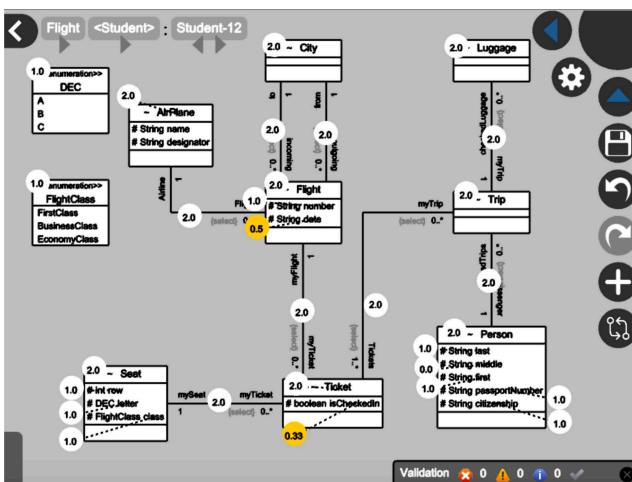 Flight <Student> : Student-12
1.0 enumeration>>
DEC
A
B
C
1.0 enumeration>>
FlightClass
FirstClass
BusinessClass
EconomyClass
2.0
~ AirPlane
# String name
# String designator
Airline
1
2.0
(select)
2.0 ~ City
to
1
from
1
2.0
2.0
incoming
0..*
0..*
2.0 ~ Flight
1.0
# String number
# String date
0.5
myFlight
1
2.0
(select)
0..*
myTicket
2.0 ~ Luggage
0..*
2.0
myTrip
1
2.0 ~ Trip
myTrip
(select) 0..*
2.0
Tickets
1..*
(select)
0..*
2.0
1
2.0 ~ Person
1.0
# String last
0.0
# String middle
# String first
1.0
# String passportNumber
1.0
# String citizenship
1.0
2.0 ~ Seat
1.0
# int row
# DEC letter
1.0
# FlightClass class
1.0
mySeat
1
2.0
myTicket
(select) 0..*
2.0 ~ Ticket
# boolean isCheckedIn
0.33
Validation 0 0 0